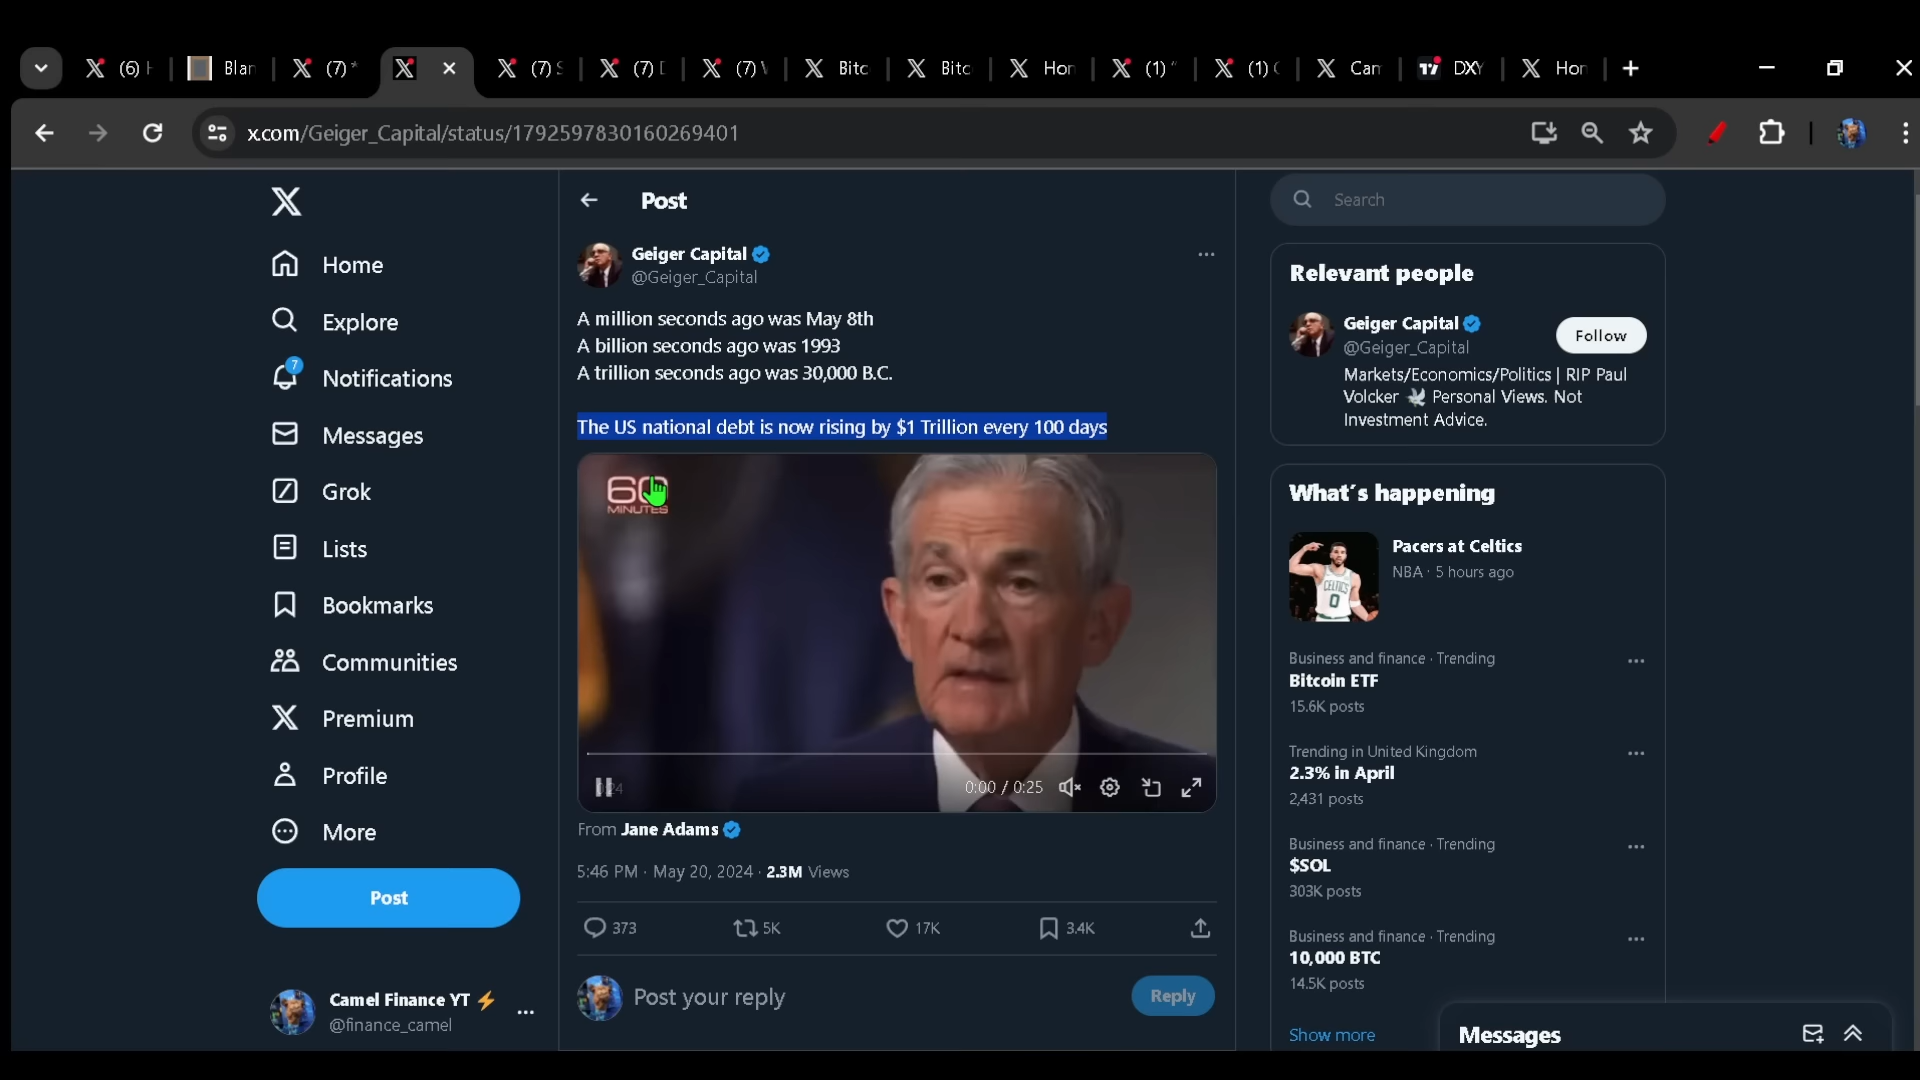 (6) H
Blan
(7) *
(7) S
(7) D
(7) V
Bitc
Bitc
Hon
(1) "
(1) C
Can
DXY
Hon
x.com/Geiger_Capital/status/1792597830160269401
Home
Explore
7
Notifications
Messages
Grok
Lists
Bookmarks
Communities
Premium
Profile
More
Post
Camel Finance YT ⚡
@finance_camel
Post
Geiger Capital
@Geiger_Capital
A million seconds ago was May 8th
A billion seconds ago was 1993
A trillion seconds ago was 30,000 B.C.
The US national debt is now rising by $1 Trillion every 100 days
60
MINUTES
0:00 / 0:25
From Jane Adams
5:46 PM · May 20, 2024 · 2.3M Views
373
5K
17K
3.4K
Post your reply
Reply
Search
Relevant people
Geiger Capital
@Geiger_Capital
Follow
Markets/Economics/Politics | RIP Paul
Volcker 🕊 Personal Views. Not
Investment Advice.
What's happening
Pacers at Celtics
NBA · 5 hours ago
CELTICS
0
Business and finance · Trending
Bitcoin ETF
15.6K posts
Trending in United Kingdom
2.3% in April
2,431 posts
Business and finance · Trending
$SOL
303K posts
Business and finance · Trending
10,000 BTC
14.5K posts
Show more
Messages